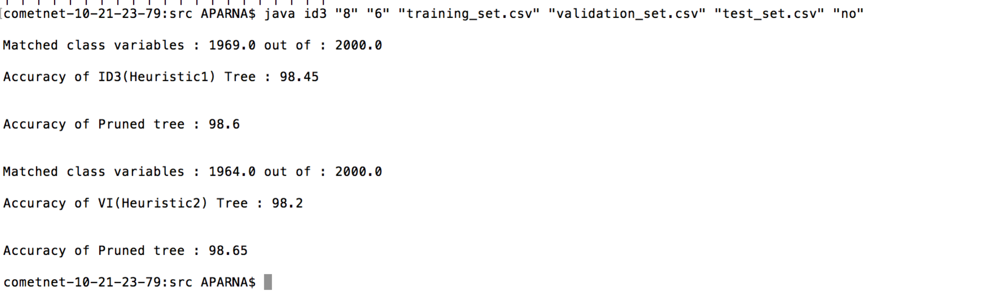 [cometnet-10-21-23-79:src APARNA$ java id3 "8" "6" "training_set.csv" "validation_set.csv" "test_set.csv" "no"
Matched class variables : 1969.0 out of : 2000.0
Accuracy of ID3(Heuristic1) Tree : 98.45
Accuracy of Pruned tree : 98.6
Matched class variables : 1964.0 out of : 2000.0
Accuracy of VI(Heuristic2) Tree : 98.2
Accuracy of Pruned tree : 98.65
cometnet-10-21-23-79:src APARNA$